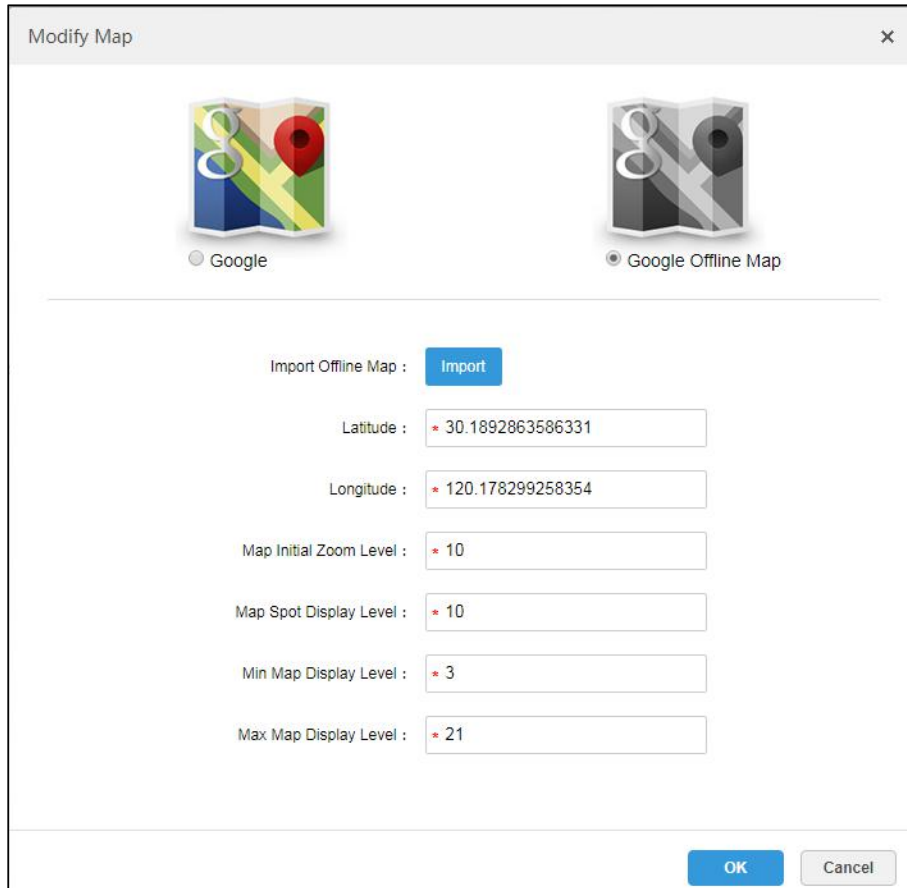 Modify Map ×
Google
Google Offline Map
Import Offline Map : Import
Latitude : * 30.1892863586331
Longitude : * 120.178299258354
Map Initial Zoom Level : * 10
Map Spot Display Level : * 10
Min Map Display Level : * 3
Max Map Display Level : * 21
OK Cancel